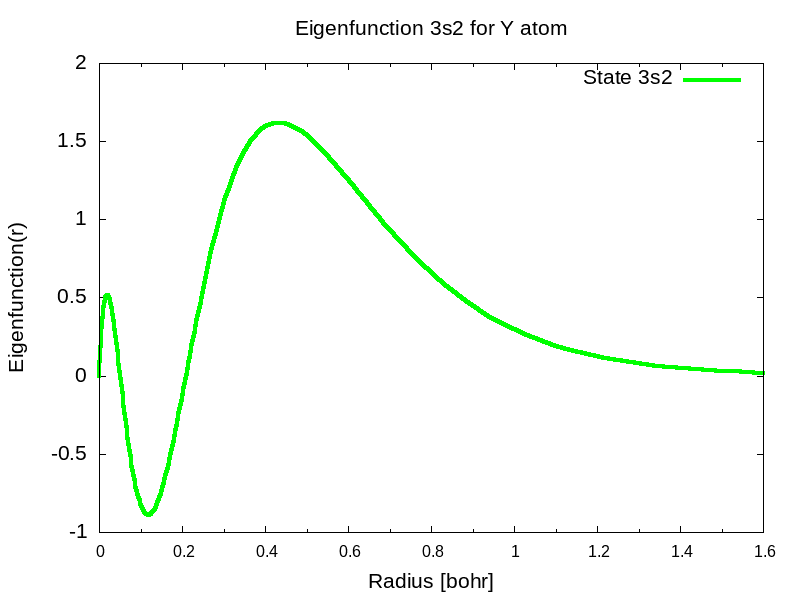 Eigenfunction 3s2 for Y atom
State 3s2
2
1.5
1
0.5
0
-0.5
-1
Eigenfunction(r)
0 0.2 0.4 0.6 0.8 1 1.2 1.4 1.6
Radius [bohr]